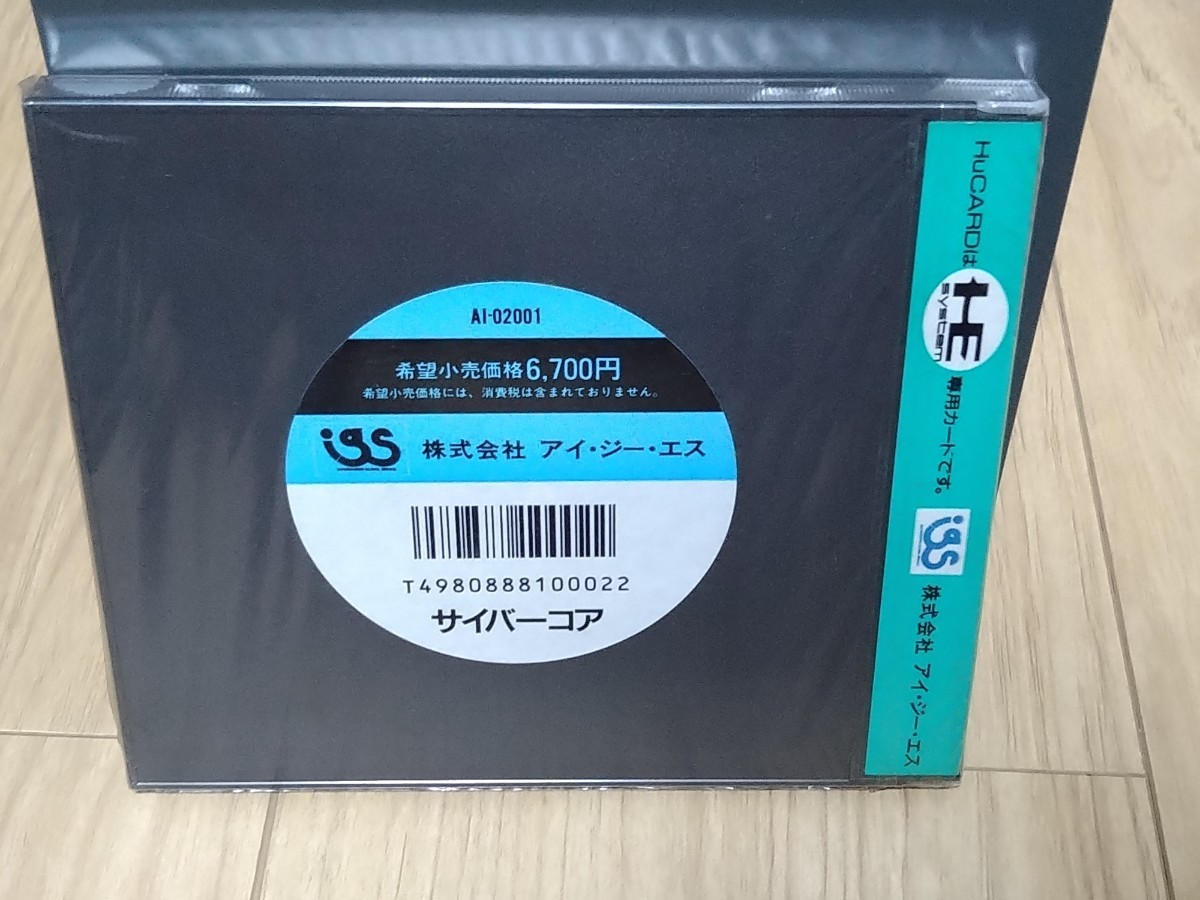 AI-02001
希望小売価格6,700円
希望小売価格には、消費税は含まれておりません。
igs 株式会社 アイ・ジー・エス
T4980888100022
サイバーコア
HuCARDは HE system 専用カードです。 igs 株式会社 アイ・ジー・エス